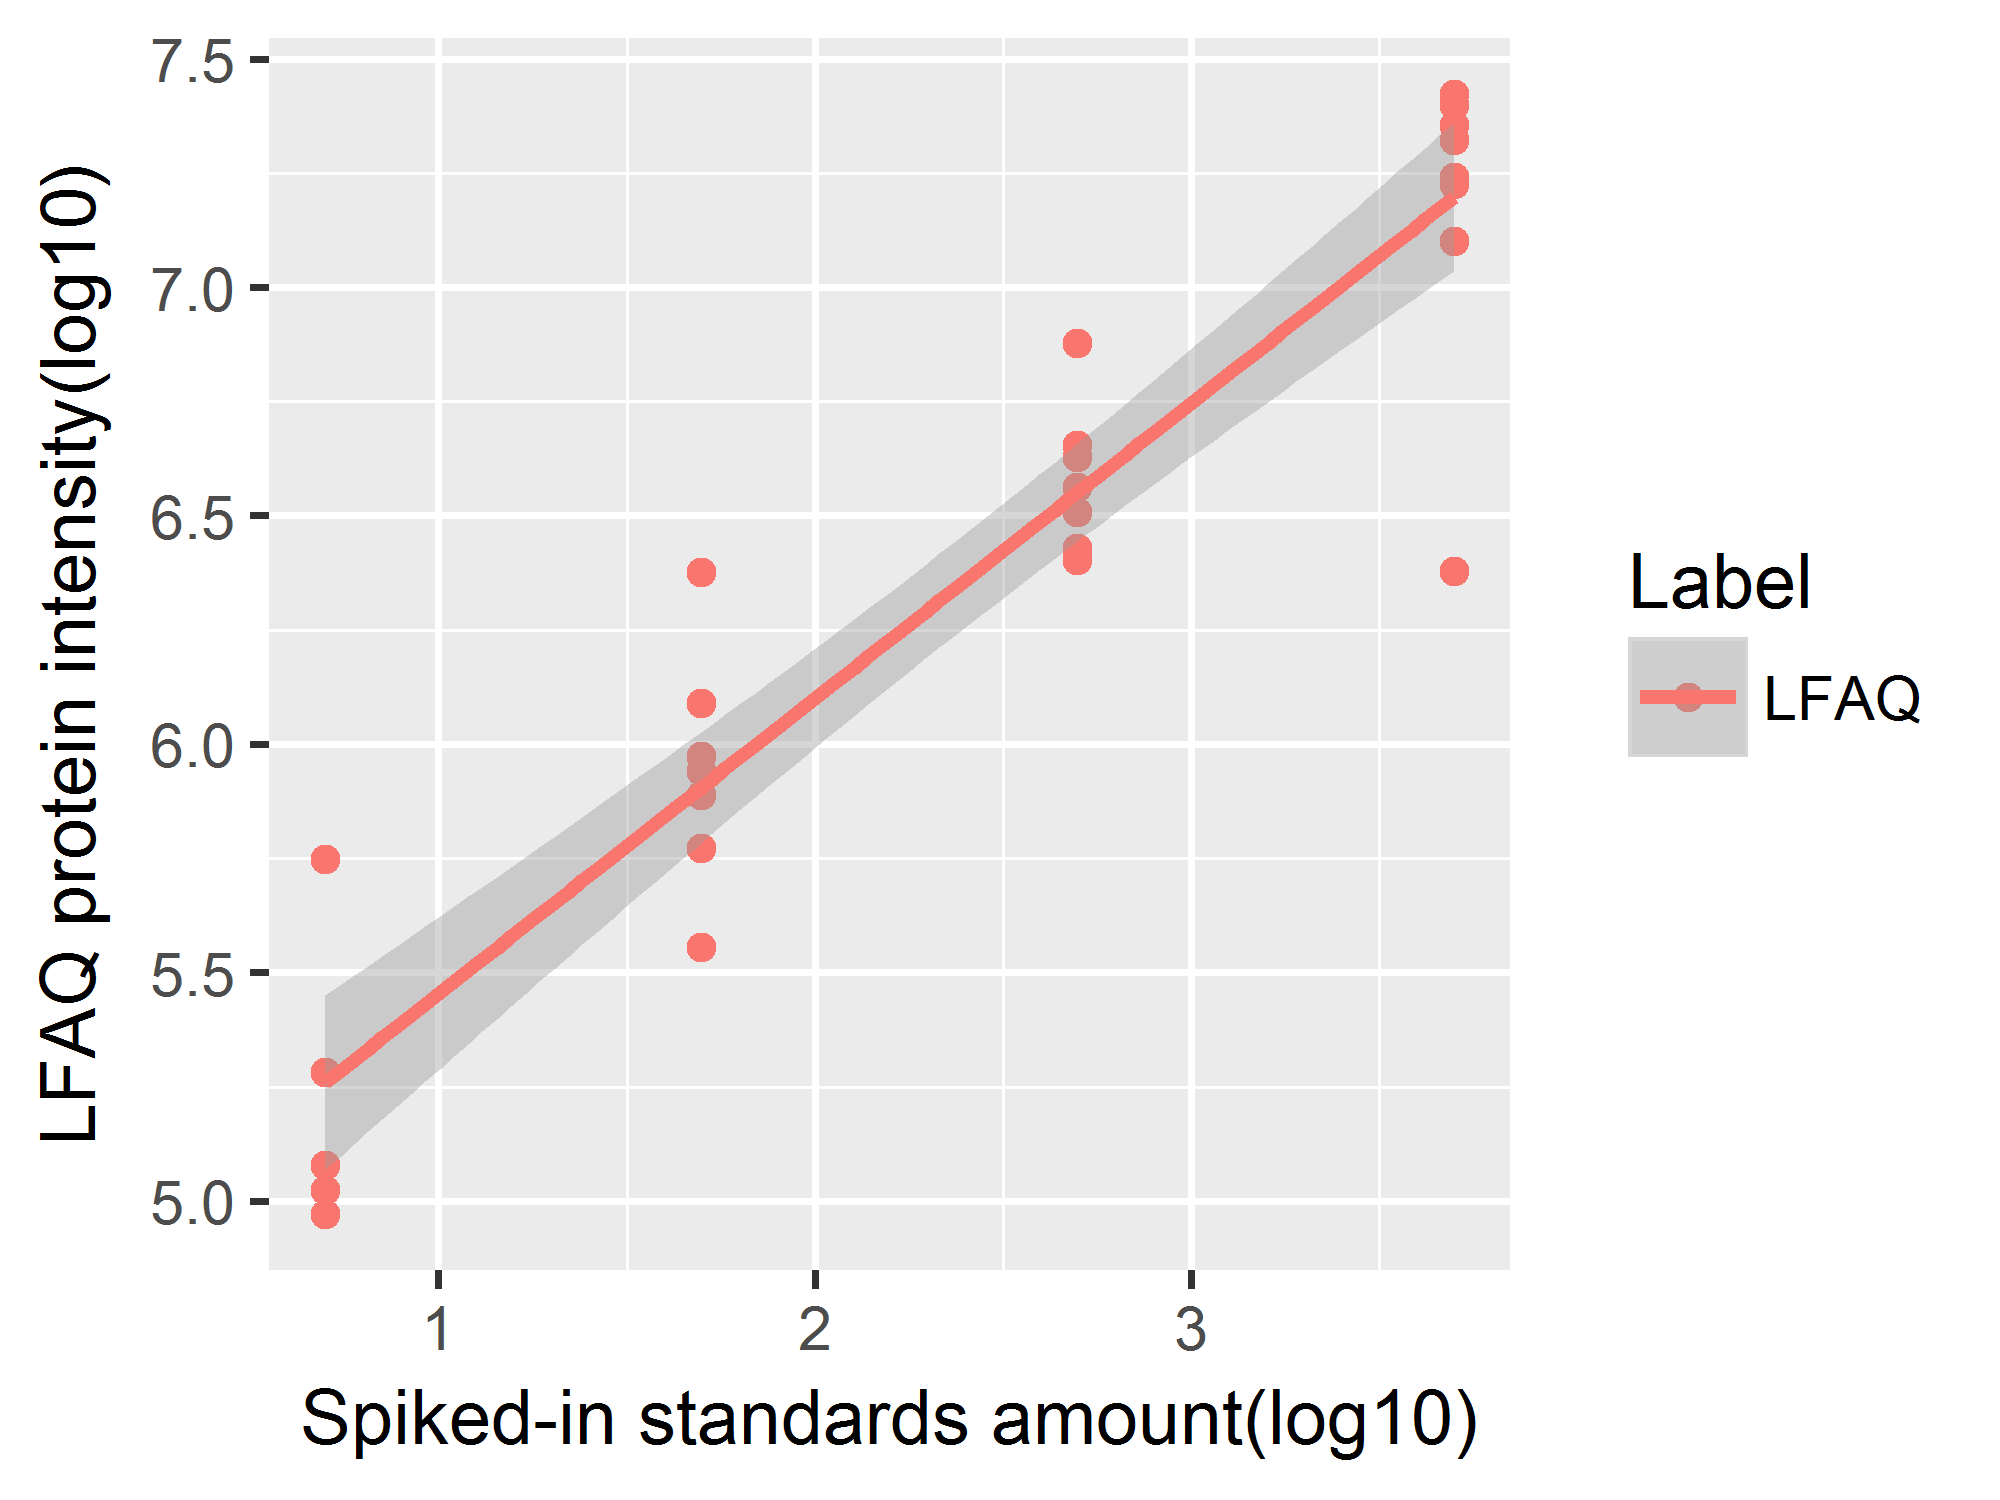 LFAQ protein intensity(log10)
7.5
7.0
6.5
6.0
5.5
5.0
1
2
3
Spiked-in standards amount(log10)
Label
LFAQ